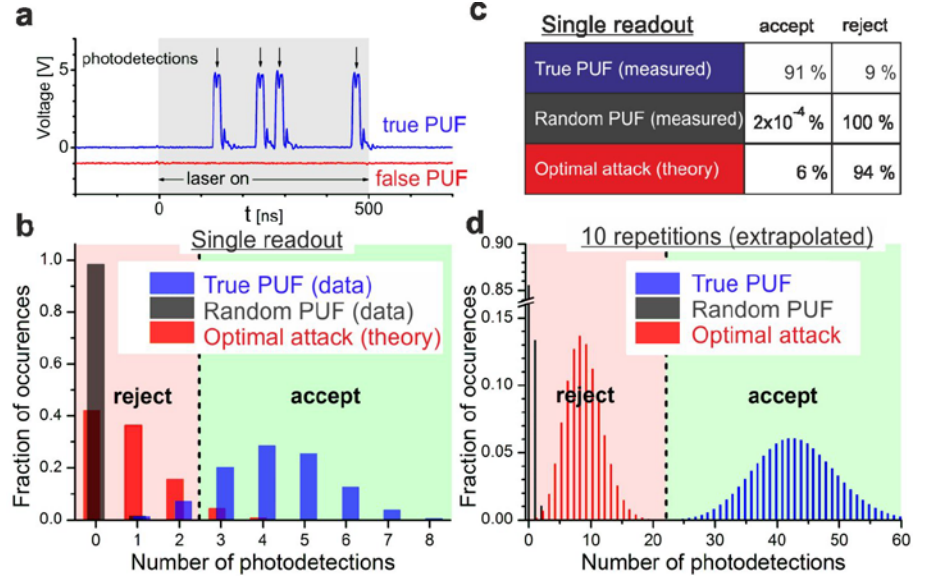 a
photodetections
Voltage [V]
5
0
true PUF
false PUF
laser on
0
500
t [ns]
c
Single readout accept reject
True PUF (measured) 91 % 9 %
Random PUF (measured) 2x10⁻⁴ % 100 %
Optimal attack (theory) 6 % 94 %
b
Single readout
True PUF (data)
Random PUF (data)
Optimal attack (theory)
reject
accept
Fraction of occurences
1.0
0.8
0.6
0.4
0.2
0.0
0 1 2 3 4 5 6 7 8
Number of photodetections
d
10 repetitions (extrapolated)
True PUF
Random PUF
Optimal attack
reject
accept
Fraction of occurences
0.90
0.85
0.15
0.10
0.05
0.00
0 10 20 30 40 50 60
Number of photodetections